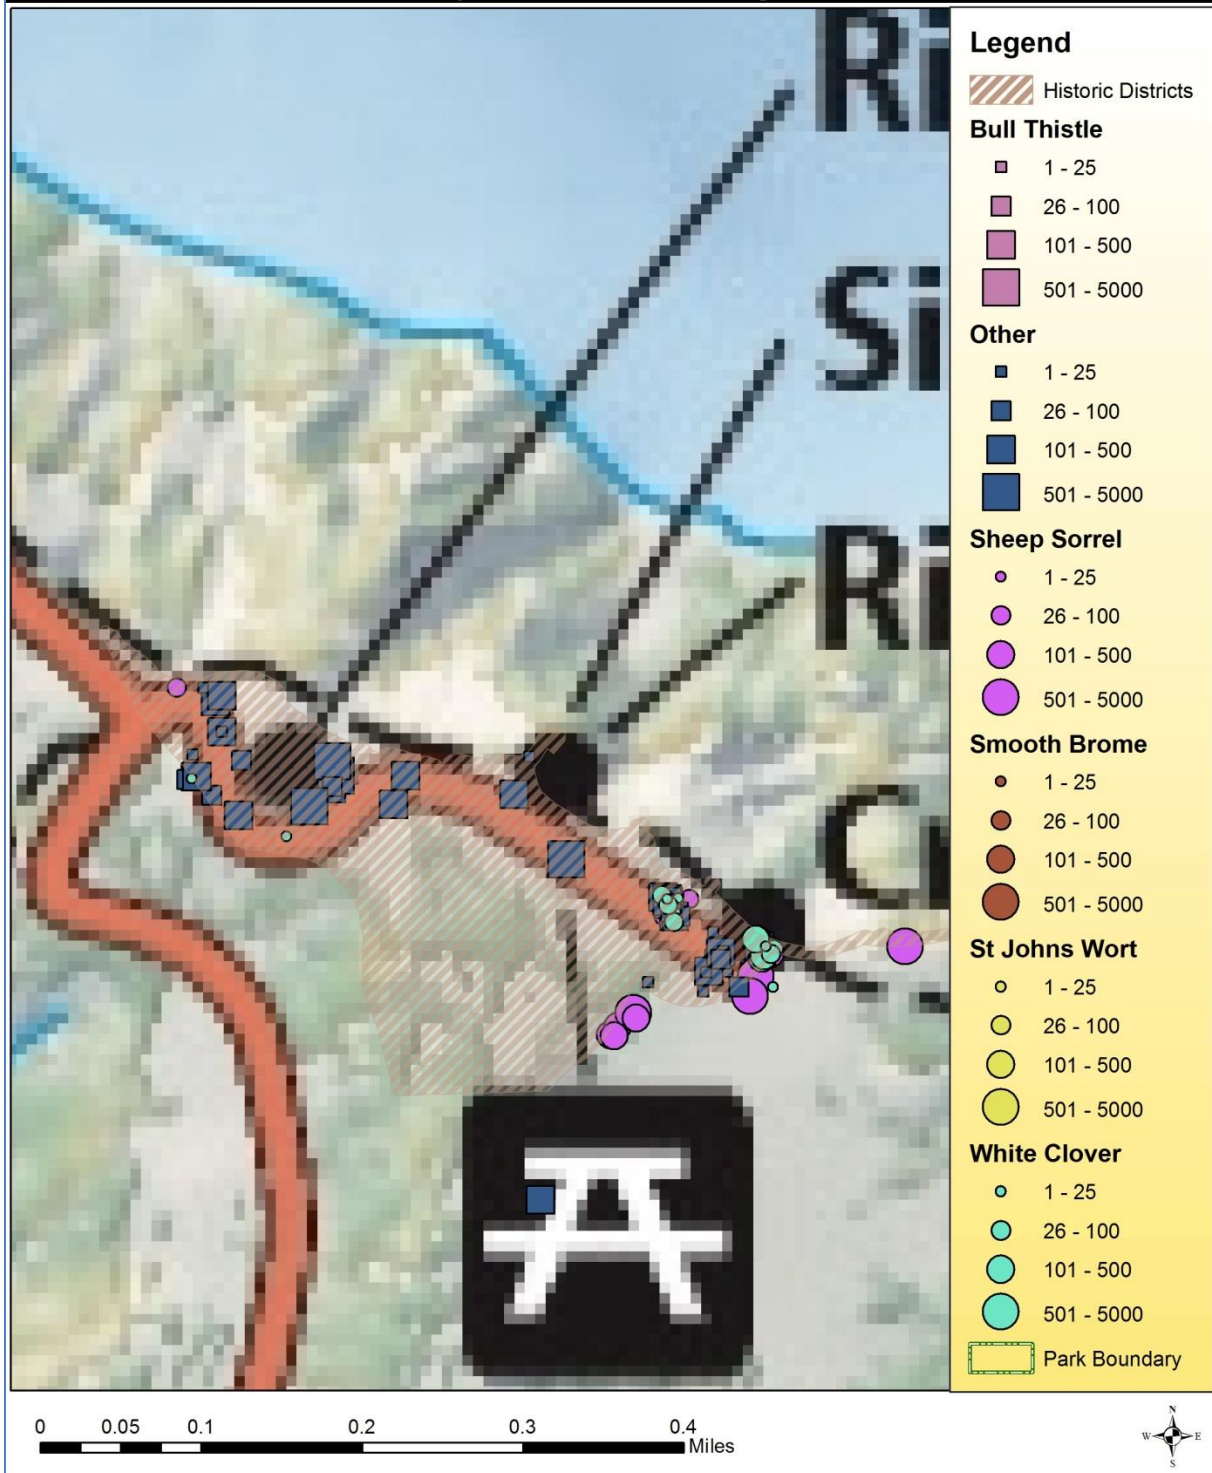 Ri
Si
Ri
Cr
Legend
Historic Districts
Bull Thistle
1 - 25
26 - 100
101 - 500
501 - 5000
Other
1 - 25
26 - 100
101 - 500
501 - 5000
Sheep Sorrel
1 - 25
26 - 100
101 - 500
501 - 5000
Smooth Brome
1 - 25
26 - 100
101 - 500
501 - 5000
St Johns Wort
1 - 25
26 - 100
101 - 500
501 - 5000
White Clover
1 - 25
26 - 100
101 - 500
501 - 5000
Park Boundary
0 0.05 0.1 0.2 0.3 0.4
Miles
N
W E
S